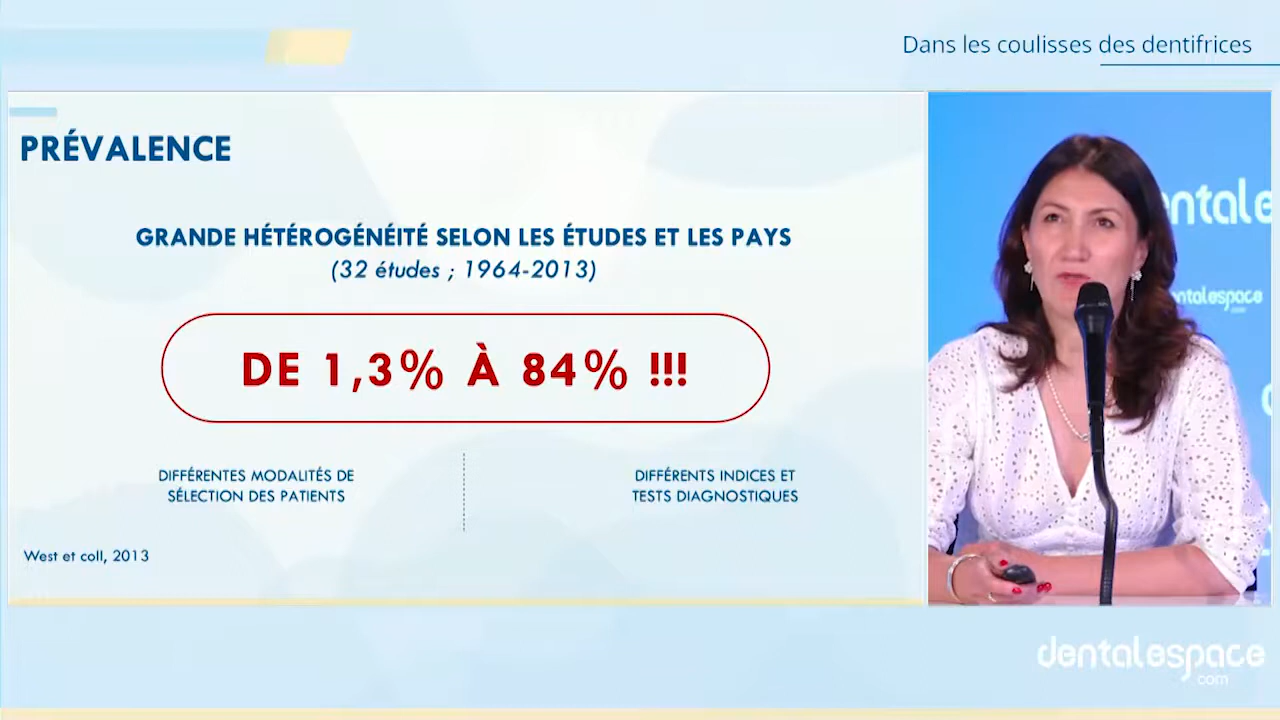 Dans les coulisses des dentifrices
PRÉVALENCE
GRANDE HÉTÉROGÉNÉITÉ SELON LES ÉTUDES ET LES PAYS
(32 études ; 1964-2013)
DE 1,3% À 84% !!!
DIFFÉRENTES MODALITÉS DE
SÉLECTION DES PATIENTS
DIFFÉRENTS INDICES ET
TESTS DIAGNOSTIQUES
West et coll, 2013
entale
ntalespace
dentalespace
.com